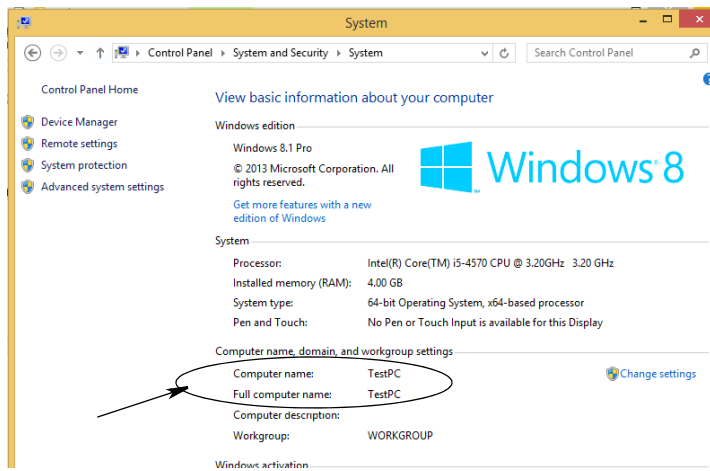 System
Control Panel System and Security System
Search Control Panel
Control Panel Home
Device Manager
Remote settings
System protection
Advanced system settings
View basic information about your computer
Windows edition
Windows 8.1 Pro
© 2013 Microsoft Corporation. All
rights reserved.
Get more features with a new
edition of Windows
Windows 8
System
Processor: Intel(R) Core(TM) i5-4570 CPU @ 3.20GHz 3.20 GHz
Installed memory (RAM): 4.00 GB
System type: 64-bit Operating System, x64-based processor
Pen and Touch: No Pen or Touch Input is available for this Display
Computer name, domain, and workgroup settings
Computer name: TestPC
Change settings
Full computer name: TestPC
Computer description:
Workgroup: WORKGROUP
Windows activation